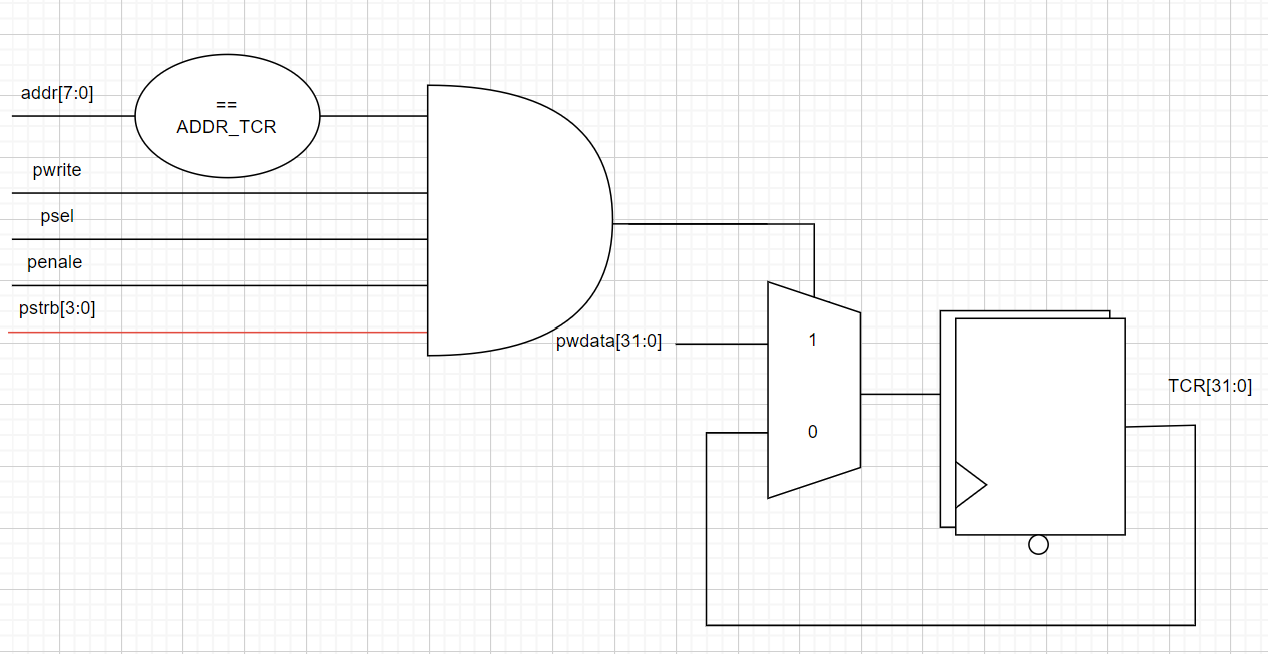 addr[7:0]
==
ADDR_TCR
pwrite
psel
penale
pstrb[3:0]
pwdata[31:0]
1
0
TCR[31:0]